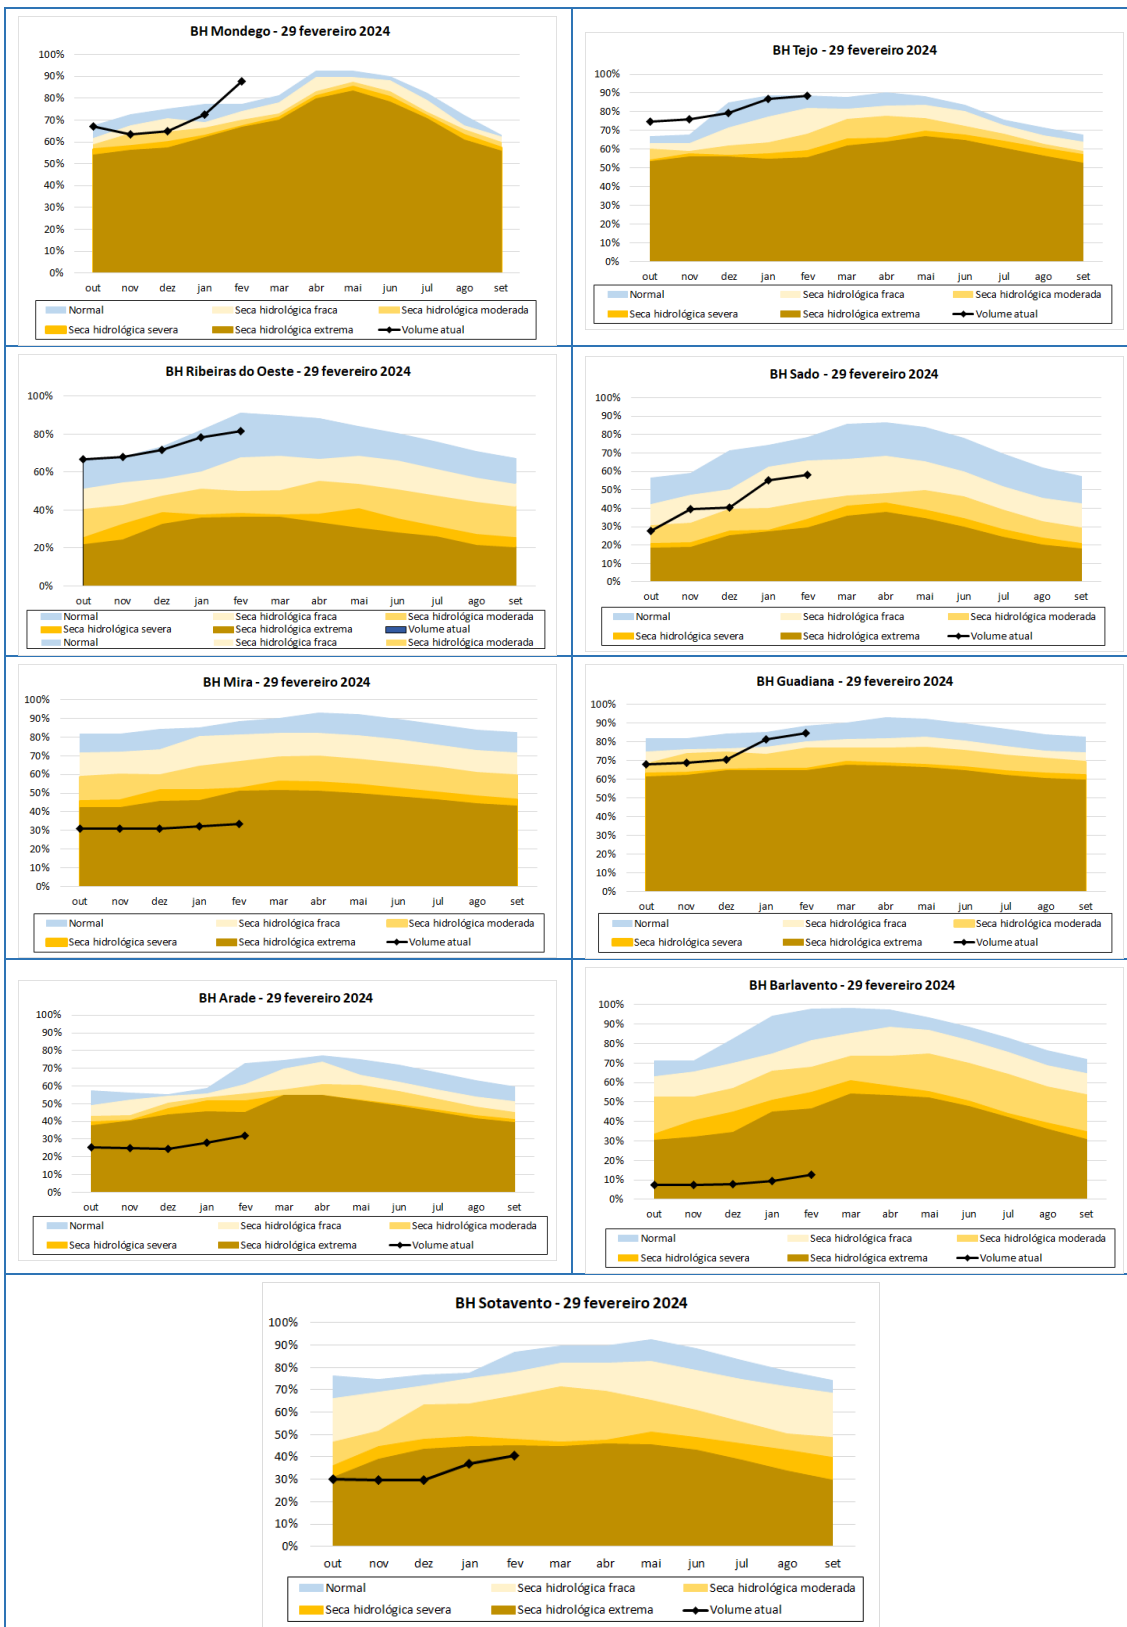 BH Mondego - 29 fevereiro 2024
100%
90%
80%
70%
60%
50%
40%
30%
20%
10%
0%
out nov dez jan fev mar abr mai jun jul ago set
Normal Seca hidrológica fraca Seca hidrológica moderada
Seca hidrológica severa Seca hidrológica extrema Volume atual
BH Tejo - 29 fevereiro 2024
100%
90%
80%
70%
60%
50%
40%
30%
20%
10%
0%
out nov dez jan fev mar abr mai jun jul ago set
Normal Seca hidrológica fraca Seca hidrológica moderada
Seca hidrológica severa Seca hidrológica extrema Volume atual
BH Ribeiras do Oeste - 29 fevereiro 2024
100%
80%
60%
40%
20%
0%
out nov dez jan fev mar abr mai jun jul ago set
Normal Seca hidrológica fraca Seca hidrológica moderada
Seca hidrológica severa Seca hidrológica extrema Volume atual
Normal Seca hidrológica fraca Seca hidrológica moderada
BH Sado - 29 fevereiro 2024
100%
90%
80%
70%
60%
50%
40%
30%
20%
10%
0%
out nov dez jan fev mar abr mai jun jul ago set
Normal Seca hidrológica fraca Seca hidrológica moderada
Seca hidrológica severa Seca hidrológica extrema Volume atual
BH Mira - 29 fevereiro 2024
100%
90%
80%
70%
60%
50%
40%
30%
20%
10%
0%
out nov dez jan fev mar abr mai jun jul ago set
Normal Seca hidrológica fraca Seca hidrológica moderada
Seca hidrológica severa Seca hidrológica extrema Volume atual
BH Guadiana - 29 fevereiro 2024
100%
90%
80%
70%
60%
50%
40%
30%
20%
10%
0%
out nov dez jan fev mar abr mai jun jul ago set
Normal Seca hidrológica fraca Seca hidrológica moderada
Seca hidrológica severa Seca hidrológica extrema Volume atual
BH Arade - 29 fevereiro 2024
100%
90%
80%
70%
60%
50%
40%
30%
20%
10%
0%
out nov dez jan fev mar abr mai jun jul ago set
Normal Seca hidrológica fraca Seca hidrológica moderada
Seca hidrológica severa Seca hidrológica extrema Volume atual
BH Barlavento - 29 fevereiro 2024
100%
90%
80%
70%
60%
50%
40%
30%
20%
10%
0%
out nov dez jan fev mar abr mai jun jul ago set
Normal Seca hidrológica fraca Seca hidrológica moderada
Seca hidrológica severa Seca hidrológica extrema Volume atual
BH Sotavento - 29 fevereiro 2024
100%
90%
80%
70%
60%
50%
40%
30%
20%
10%
0%
out nov dez jan fev mar abr mai jun jul ago set
Normal Seca hidrológica fraca Seca hidrológica moderada
Seca hidrológica severa Seca hidrológica extrema Volume atual